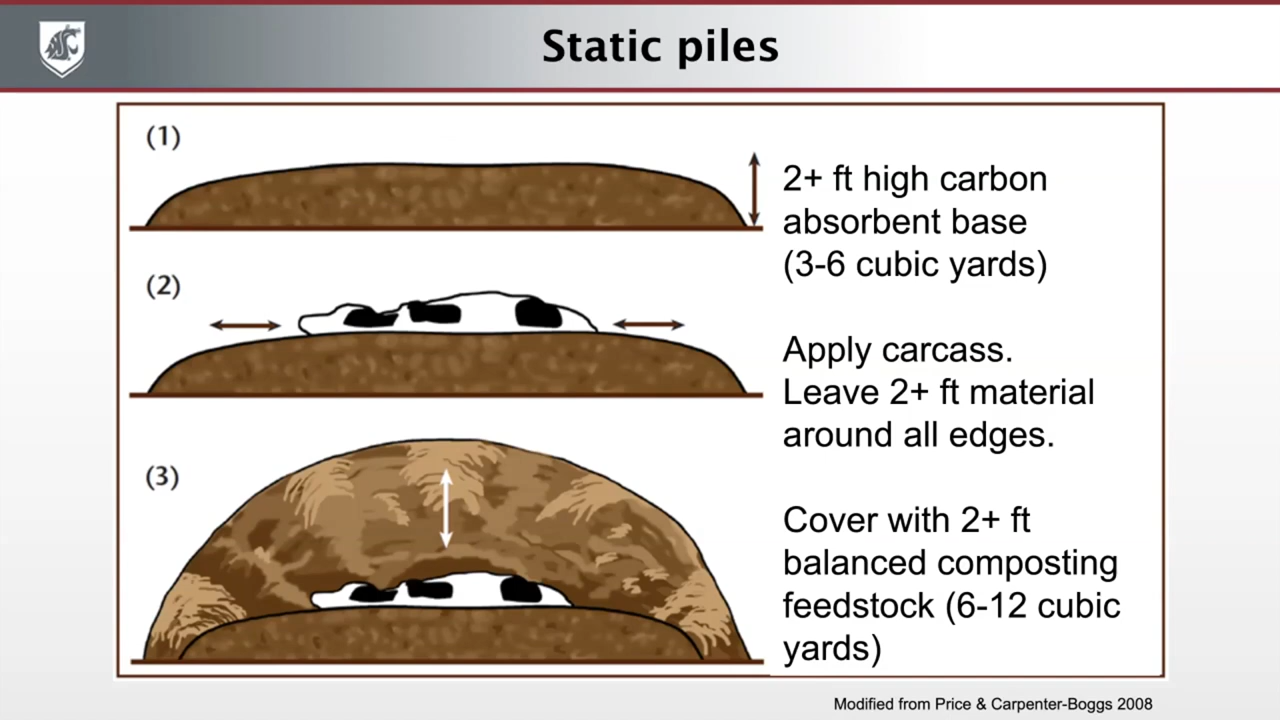 Static piles
(1)
2+ ft high carbon
absorbent base
(3-6 cubic yards)
(2)
Apply carcass.
Leave 2+ ft material
around all edges.
(3)
Cover with 2+ ft
balanced composting
feedstock (6-12 cubic
yards)
Modified from Price & Carpenter-Boggs 2008